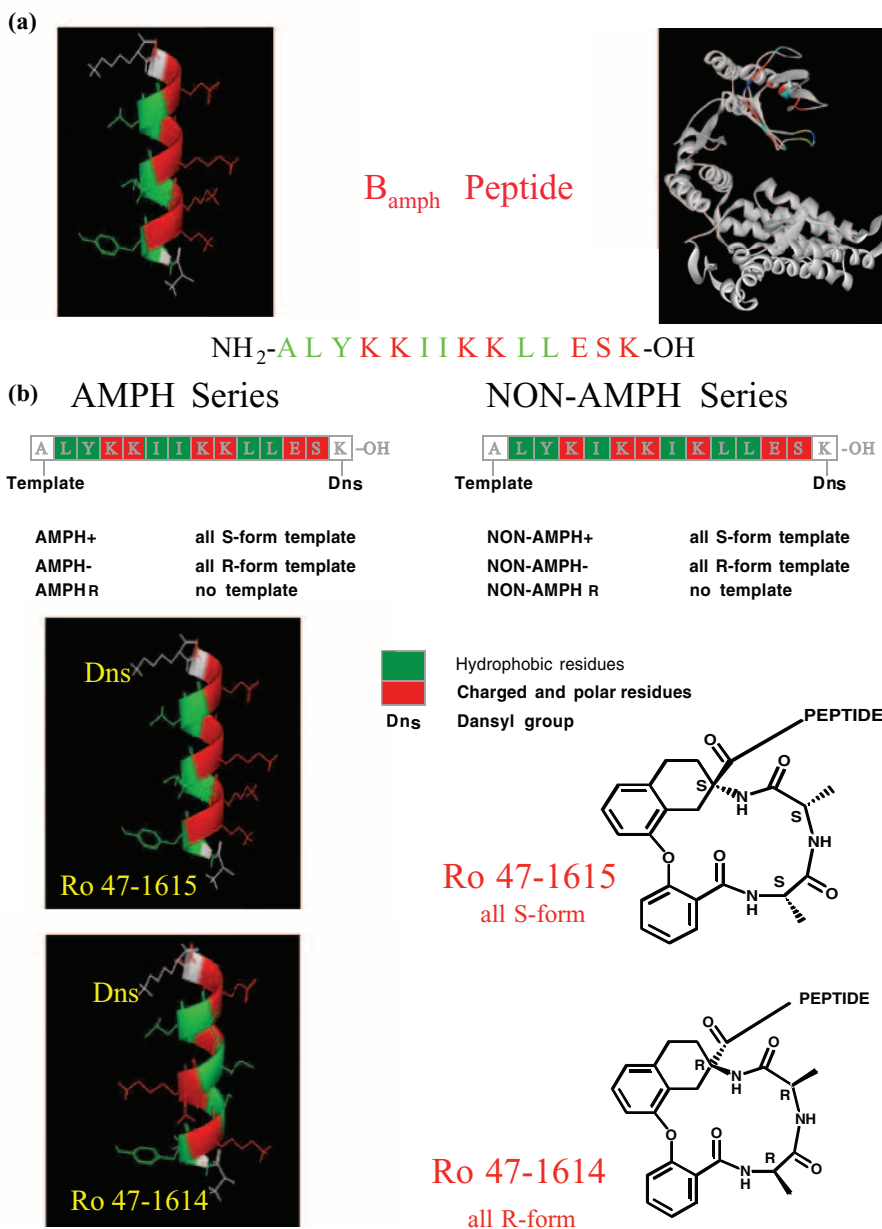 (a)
B_amph Peptide
NH2-A L Y K K I I K K L L E S K-OH
(b) AMPH Series
A L Y K K I I K K L L E S K -OH
Template Dns
AMPH+ all S-form template
AMPH- all R-form template
AMPH R no template
NON-AMPH Series
A L Y K I K K I K L L E S K -OH
Template Dns
NON-AMPH+ all S-form template
NON-AMPH- all R-form template
NON-AMPH R no template
Dns
Ro 47-1615
Hydrophobic residues
Charged and polar residues
Dns Dansyl group
PEPTIDE
O
O
S
N
H
S
NH
O
O
S
N
H
O
Ro 47-1615
all S-form
Dns
Ro 47-1614
PEPTIDE
O
O
R
N
H
R
NH
O
O
R
N
H
O
Ro 47-1614
all R-form